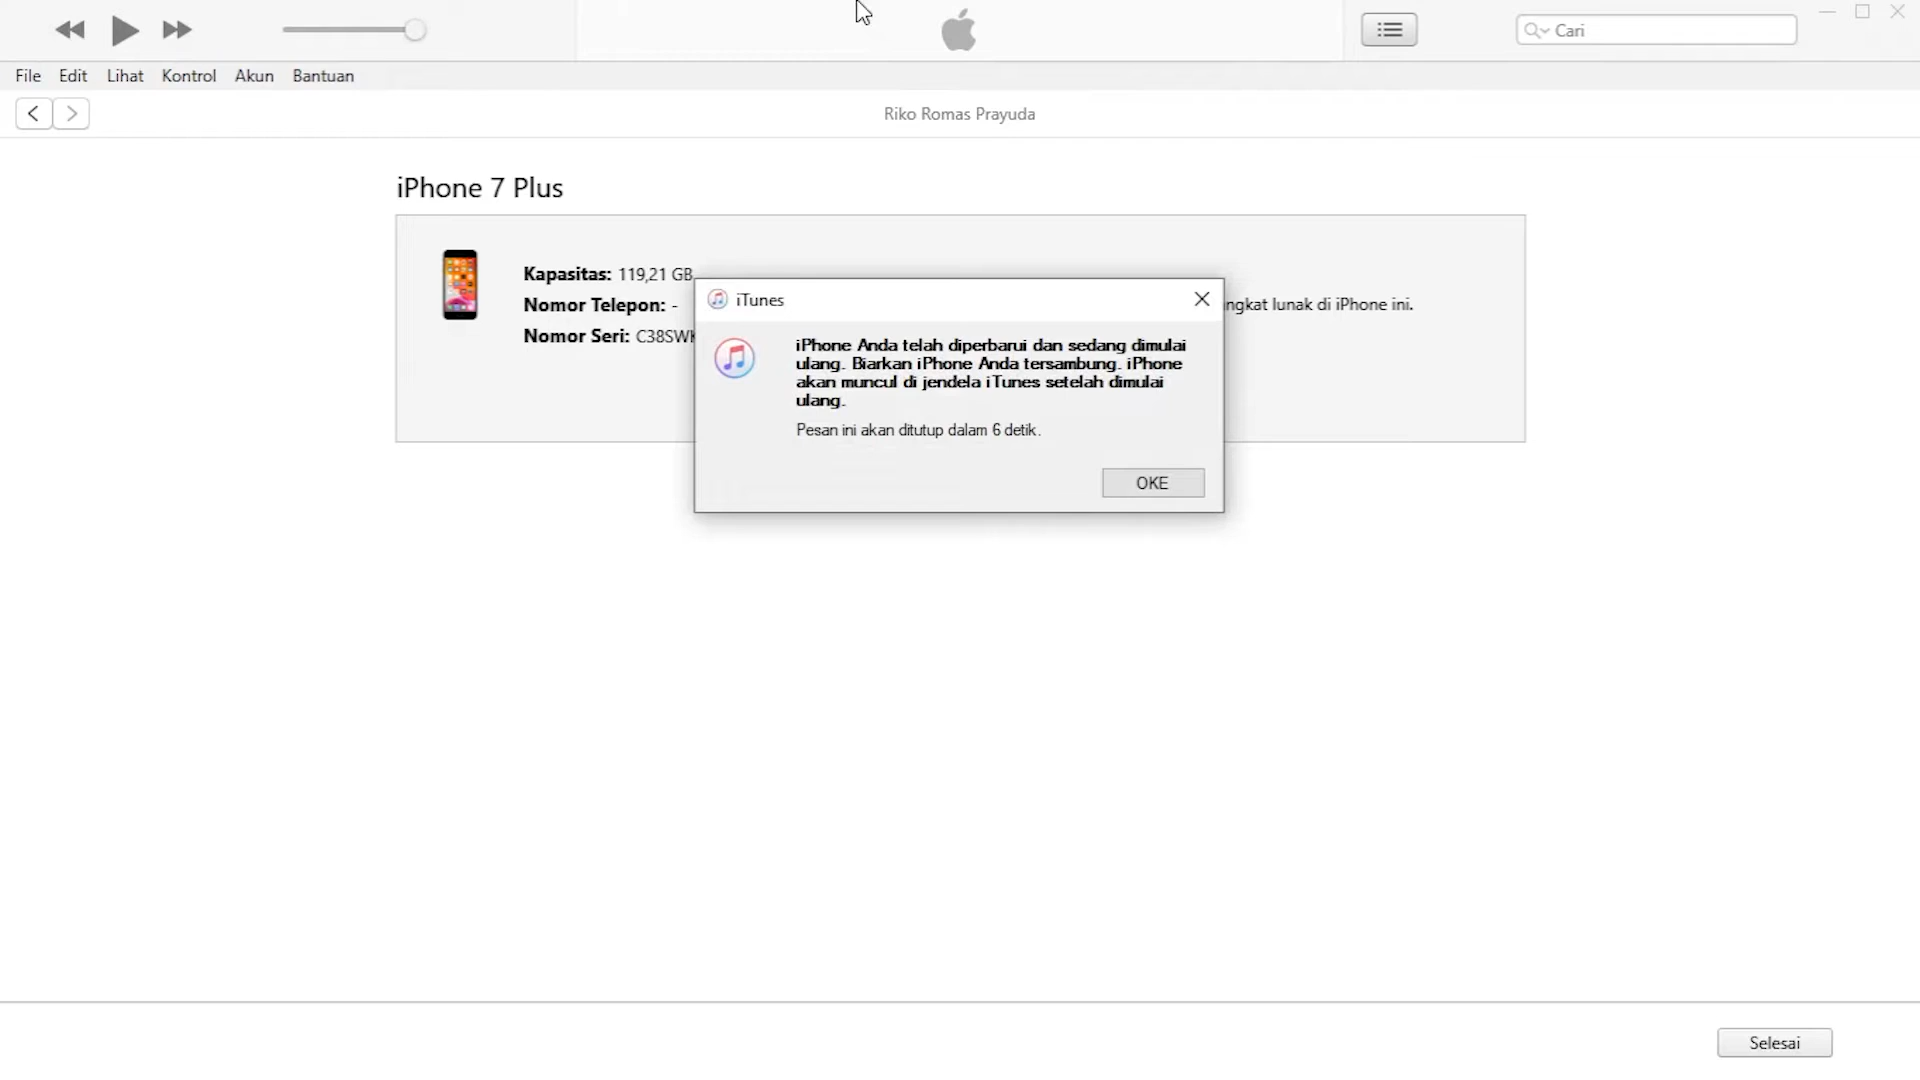 Cari
File Edit Lihat Kontrol Akun Bantuan
Riko Romas Prayuda
iPhone 7 Plus
Kapasitas: 119,21 GB
Nomor Telepon: -
ngkat lunak di iPhone ini.
Nomor Seri: C38SWK
iTunes
iPhone Anda telah diperbarui dan sedang dimulai
ulang. Biarkan iPhone Anda tersambung. iPhone
akan muncul di jendela iTunes setelah dimulai
ulang.
Pesan ini akan ditutup dalam 6 detik.
OKE
Selesai